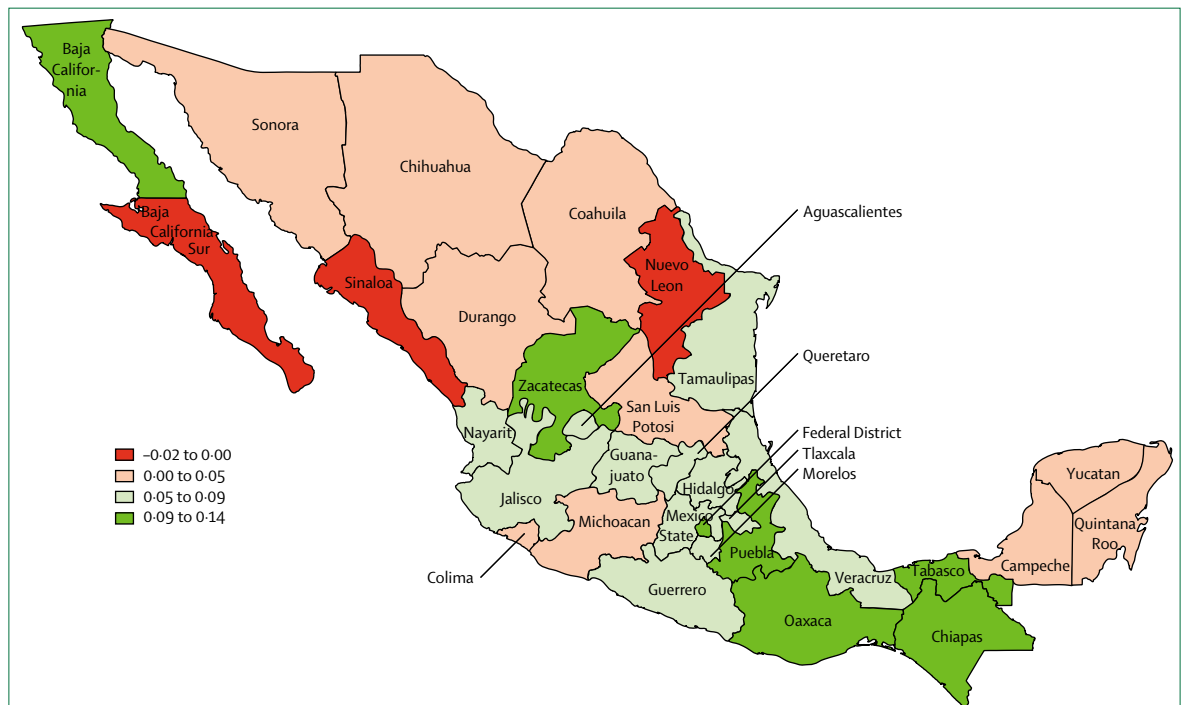 Baja
Califor-
nia
Sonora
Chihuahua
Coahuila
Aguascalientes
Baja
California
Sur
Nuevo
Leon
Sinaloa
Durango
Queretaro
Zacatecas
Tamaulipas
San Luis
Potosi
Nayarit
Federal District
Tlaxcala
Morelos
Guana-
juato
Hidalgo
Yucatan
–0·02 to 0·00
0·00 to 0·05
0·05 to 0·09
0·09 to 0·14
Jalisco
Michoacan
Mexico
State
Quintana
Roo
Puebla
Colima
Guerrero
Veracruz
Tabasco
Campeche
Oaxaca
Chiapas